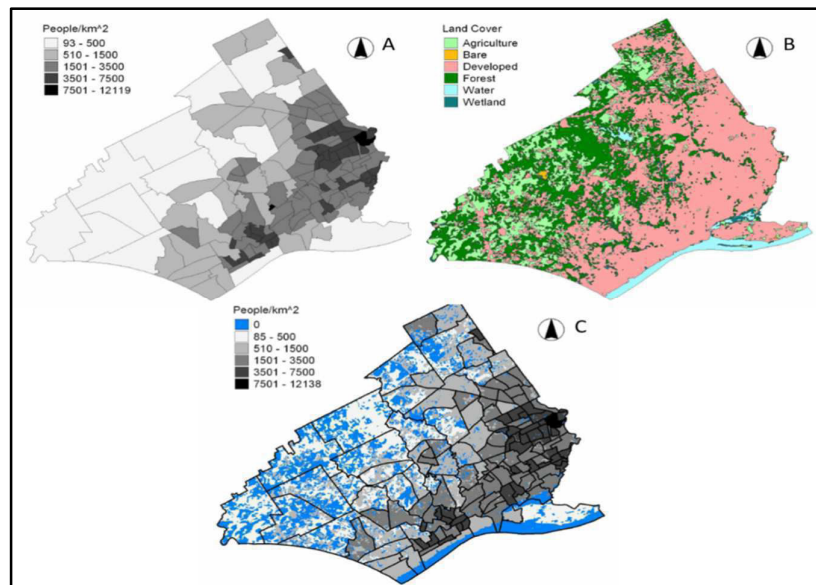 People/km^2
93 - 500
510 - 1500
1501 - 3500
3501 - 7500
7501 - 12119
A
Land Cover
Agriculture
Bare
Developed
Forest
Water
Wetland
B
People/km^2
0
85 - 500
510 - 1500
1501 - 3500
3501 - 7500
7501 - 12138
C